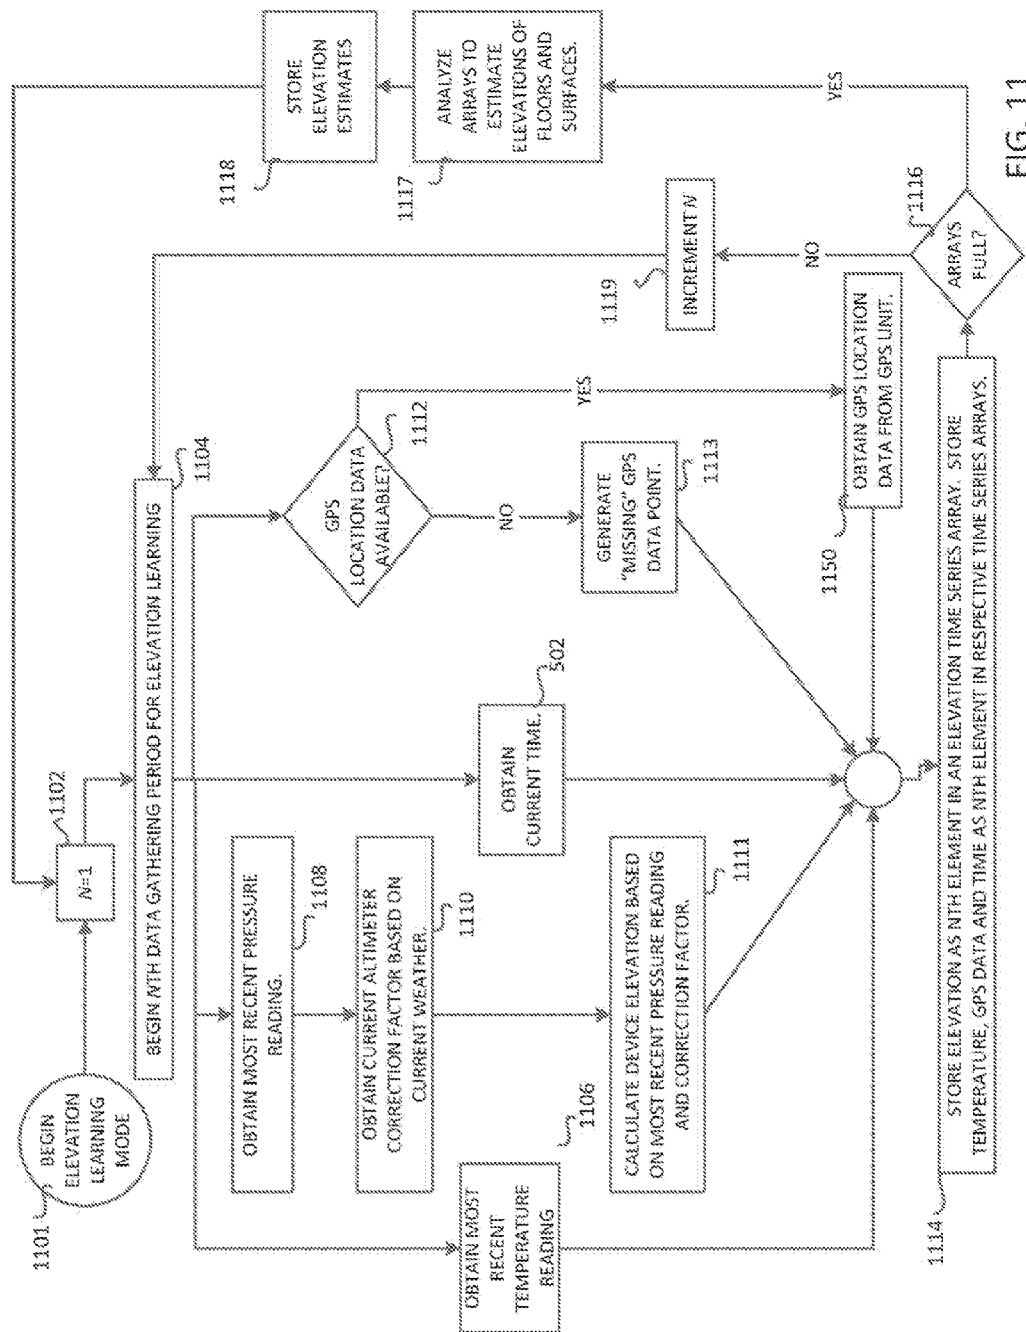 1101
BEGIN
ELEVATION
LEARNING
MODE
1102
N=1
1104
BEGIN NTH DATA GATHERING PERIOD FOR ELEVATION LEARNING
OBTAIN MOST RECENT PRESSURE
READING.
1108
OBTAIN CURRENT ALTIMETER
CORRECTION FACTOR BASED ON
CURRENT WEATHER.
1110
OBTAIN MOST
RECENT
TEMPERATURE
READING
1106
CALCULATE DEVICE ELEVATION BASED
ON MOST RECENT PRESSURE READING
AND CORRECTION FACTOR.
1111
OBTAIN
CURRENT TIME.
502
GPS
LOCATION DATA
AVAILABLE?
1112
NO
YES
GENERATE
"MISSING" GPS
DATA POINT.
1113
1150
OBTAIN GPS LOCATION
DATA FROM GPS UNIT.
1114
STORE ELEVATION AS NTH ELEMENT IN AN ELEVATION TIME SERIES ARRAY. STORE
TEMPERATURE, GPS DATA AND TIME AS NTH ELEMENT IN RESPECTIVE TIME SERIES ARRAYS.
ARRAYS
FULL?
1116
NO
YES
1119
INCREMENT N
1117
ANALYZE
ARRAYS TO
ESTIMATE
ELEVATIONS OF
FLOORS AND
SURFACES.
1118
STORE
ELEVATION
ESTIMATES
FIG. 11